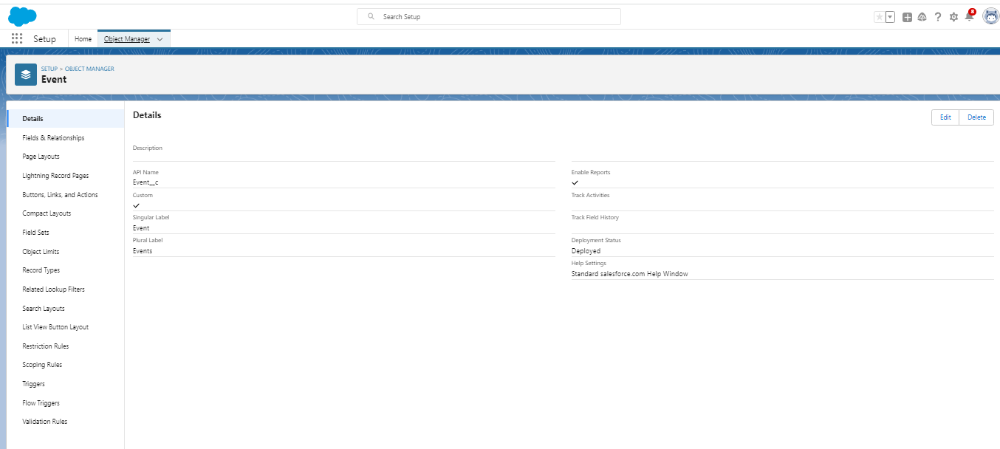 Search Setup
8
Setup
Home
Object Manager
SETUP > OBJECT MANAGER
Event
Details
Fields & Relationships
Page Layouts
Lightning Record Pages
Buttons, Links, and Actions
Compact Layouts
Field Sets
Object Limits
Record Types
Related Lookup Filters
Search Layouts
List View Button Layout
Restriction Rules
Scoping Rules
Triggers
Flow Triggers
Validation Rules
Details
Edit
Delete
Description
API Name
Event__c
Custom
Singular Label
Event
Plural Label
Events
Enable Reports
Track Activities
Track Field History
Deployment Status
Deployed
Help Settings
Standard salesforce.com Help Window